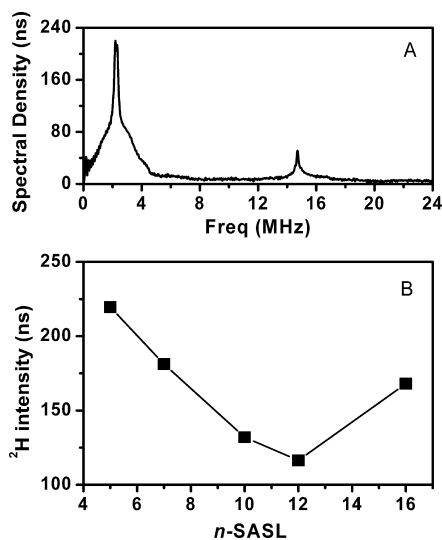 A
Spectral Density (ns)
240
160
80
0
0 4 8 12 16 20 24
Freq (MHz)
B
²H intensity (ns)
250
200
150
100
4 6 8 10 12 14 16
n-SASL